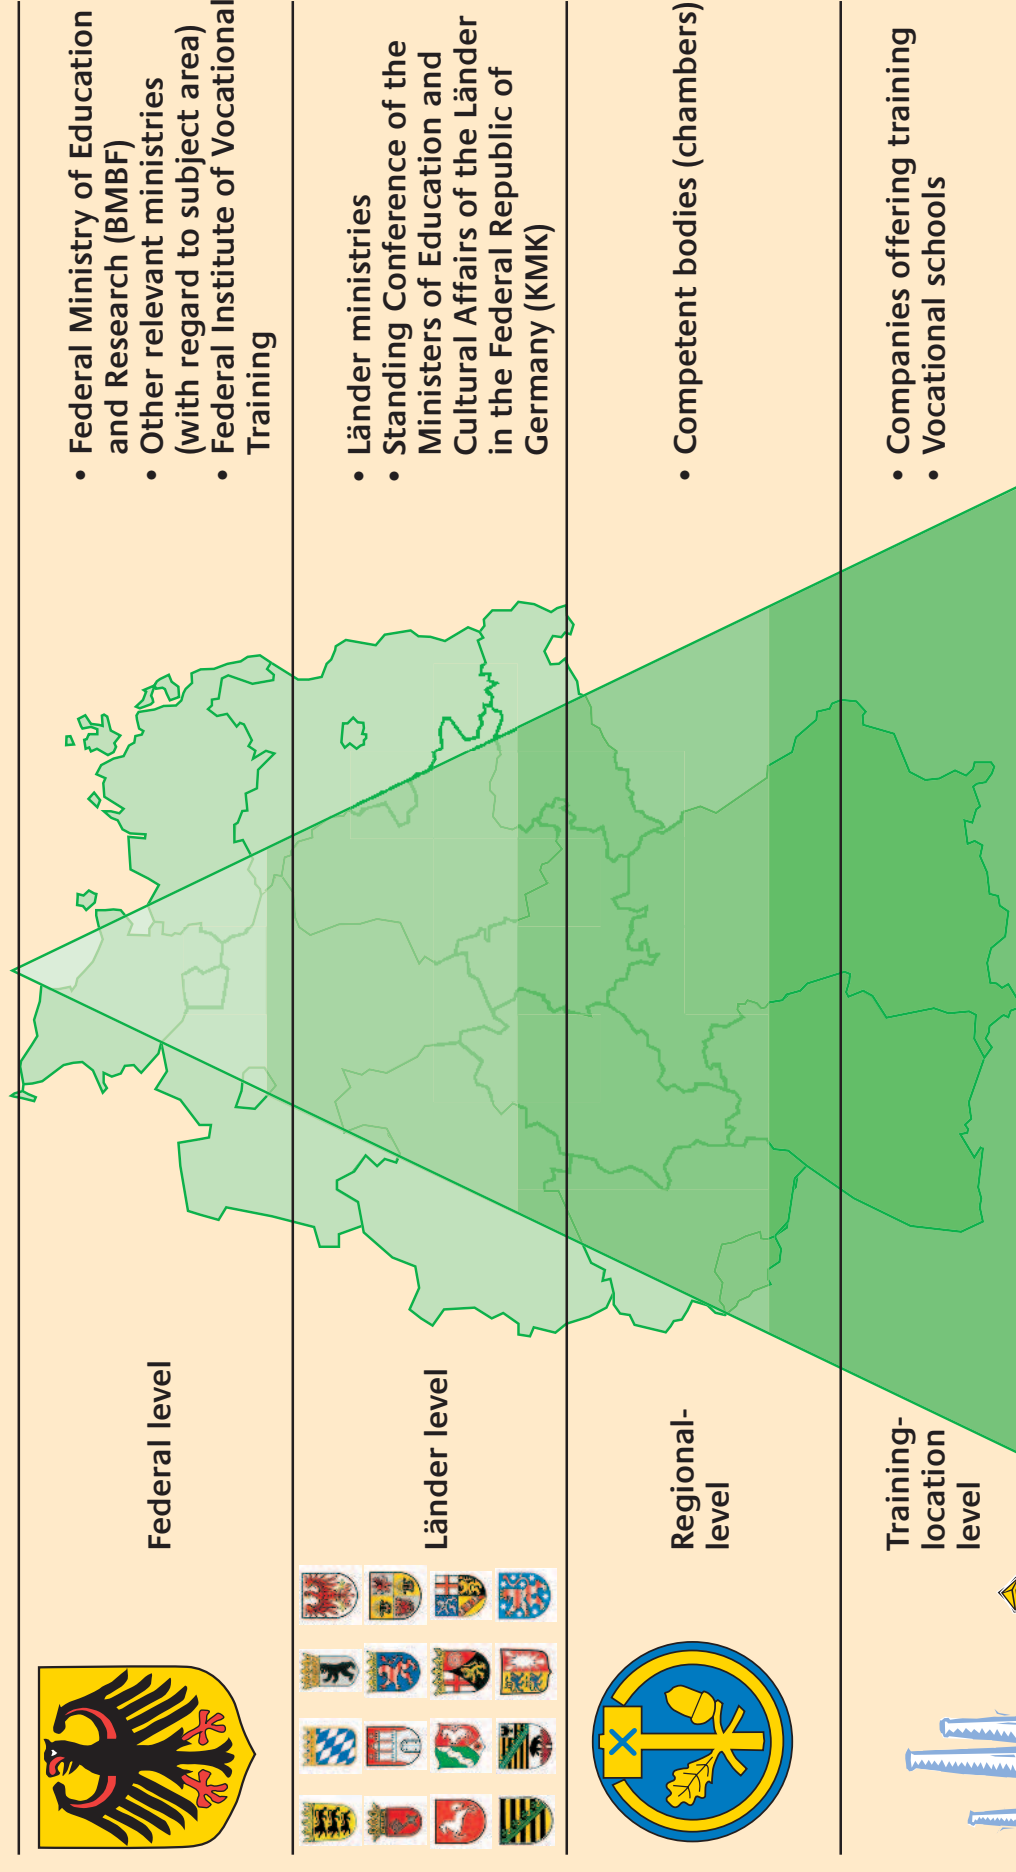 Federal level
• Federal Ministry of Education
and Research (BMBF)
• Other relevant ministries
(with regard to subject area)
• Federal Institute of Vocational
Training
Länder level
• Länder ministries
• Standing Conference of the
Ministers of Education and
Cultural Affairs of the Länder
in the Federal Republic of
Germany (KMK)
Regional-
level
• Competent bodies (chambers)
Training-
location
level
• Companies offering training
• Vocational schools